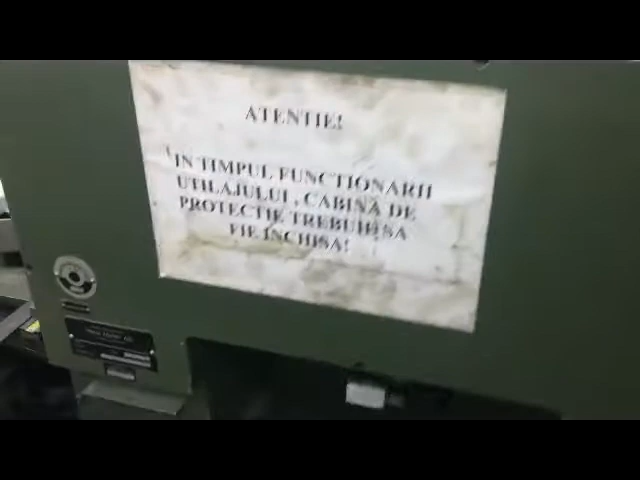 ATENTIE!
IN TIMPUL FUNCTIONARII
UTILAJULUI, CABINA DE
PROTECTIE TREBUIE SA
FIE INCHISA!